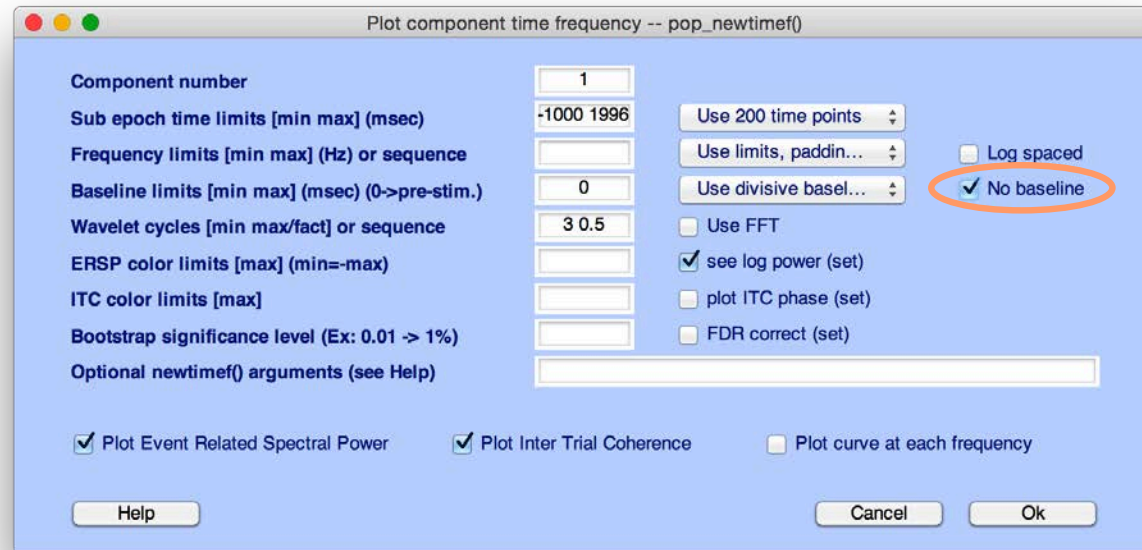 Plot component time frequency -- pop_newtimef()
Component number 1
Sub epoch time limits [min max] (msec) -1000 1996 Use 200 time points
Frequency limits [min max] (Hz) or sequence Use limits, paddin... Log spaced
Baseline limits [min max] (msec) (0->pre-stim.) 0 Use divisive basel... No baseline
Wavelet cycles [min max/fact] or sequence 3 0.5 Use FFT
ERSP color limits [max] (min=-max) see log power (set)
ITC color limits [max] plot ITC phase (set)
Bootstrap significance level (Ex: 0.01 -> 1%) FDR correct (set)
Optional newtimef() arguments (see Help)
Plot Event Related Spectral Power Plot Inter Trial Coherence Plot curve at each frequency
Help Cancel Ok